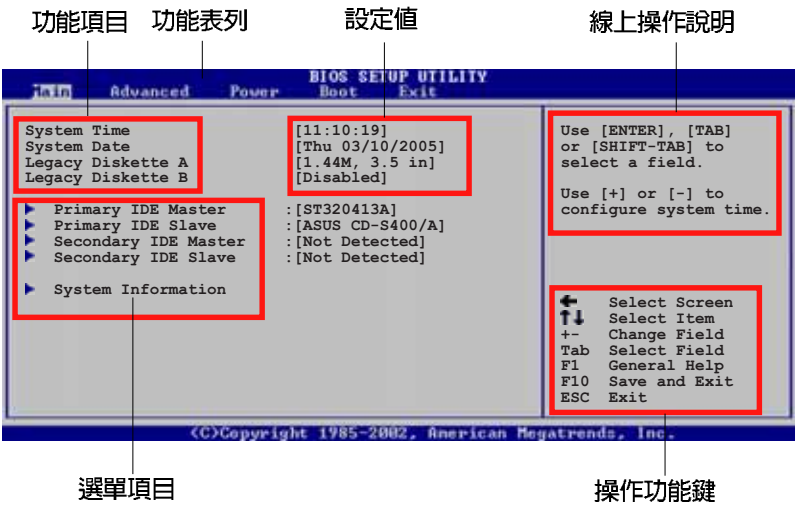 功能項目 功能表列 設定值 線上操作說明
BIOS SETUP UTILITY
Main Advanced Power Boot Exit
System Time [11:10:19]
System Date [Thu 03/10/2005]
Legacy Diskette A [1.44M, 3.5 in]
Legacy Diskette B [Disabled]
Primary IDE Master :[ST320413A]
Primary IDE Slave :[ASUS CD-S400/A]
Secondary IDE Master :[Not Detected]
Secondary IDE Slave :[Not Detected]
System Information
Use [ENTER], [TAB]
or [SHIFT-TAB] to
select a field.
Use [+] or [-] to
configure system time.
← Select Screen
↑↓ Select Item
+- Change Field
Tab Select Field
F1 General Help
F10 Save and Exit
ESC Exit
(C)Copyright 1985-2002, American Megatrends, Inc.
選單項目 操作功能鍵